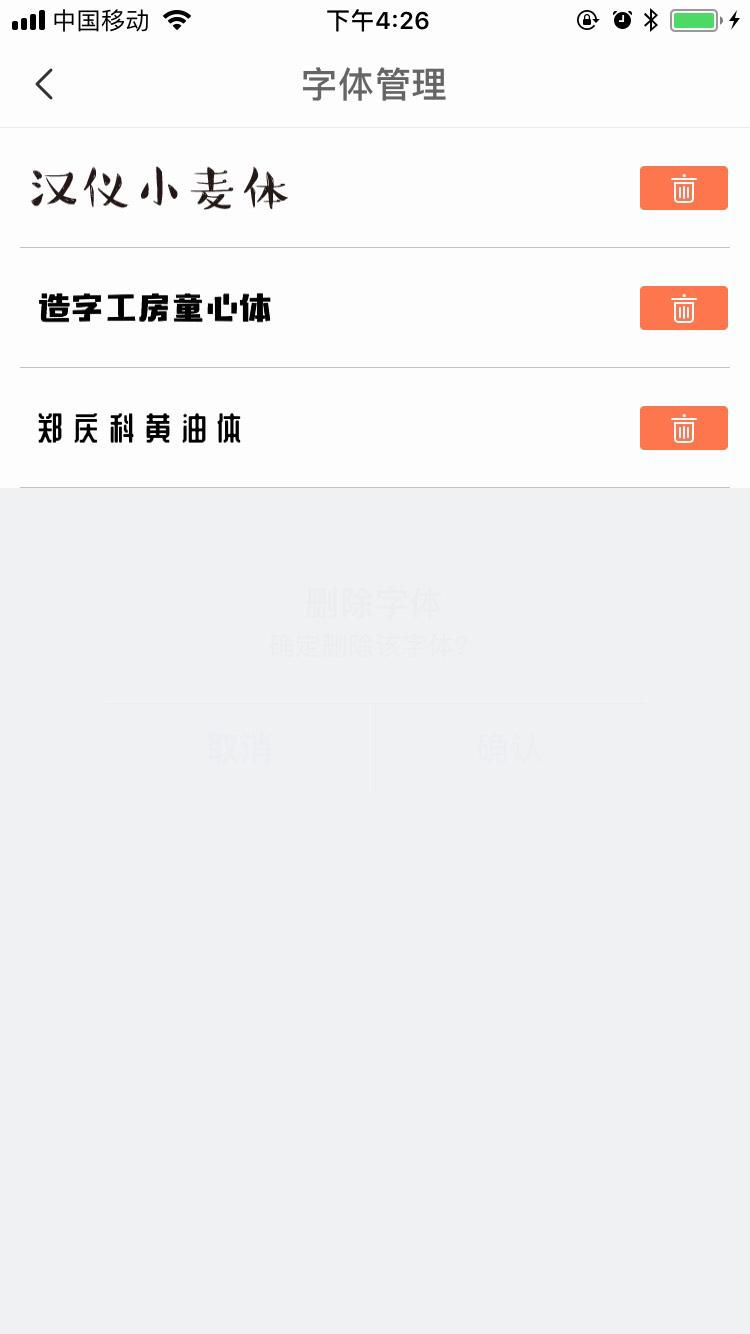 中国移动 下午4:26
字体管理
汉仪小麦体
造字工房童心体
郑庆科黄油体
删除字体
确定删除该字体?
取消 确认